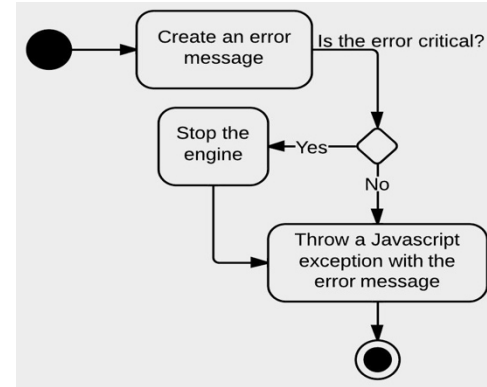 Create an error
message
Is the error critical?
Stop the
engine
Yes
No
Throw a Javascript
exception with the
error message